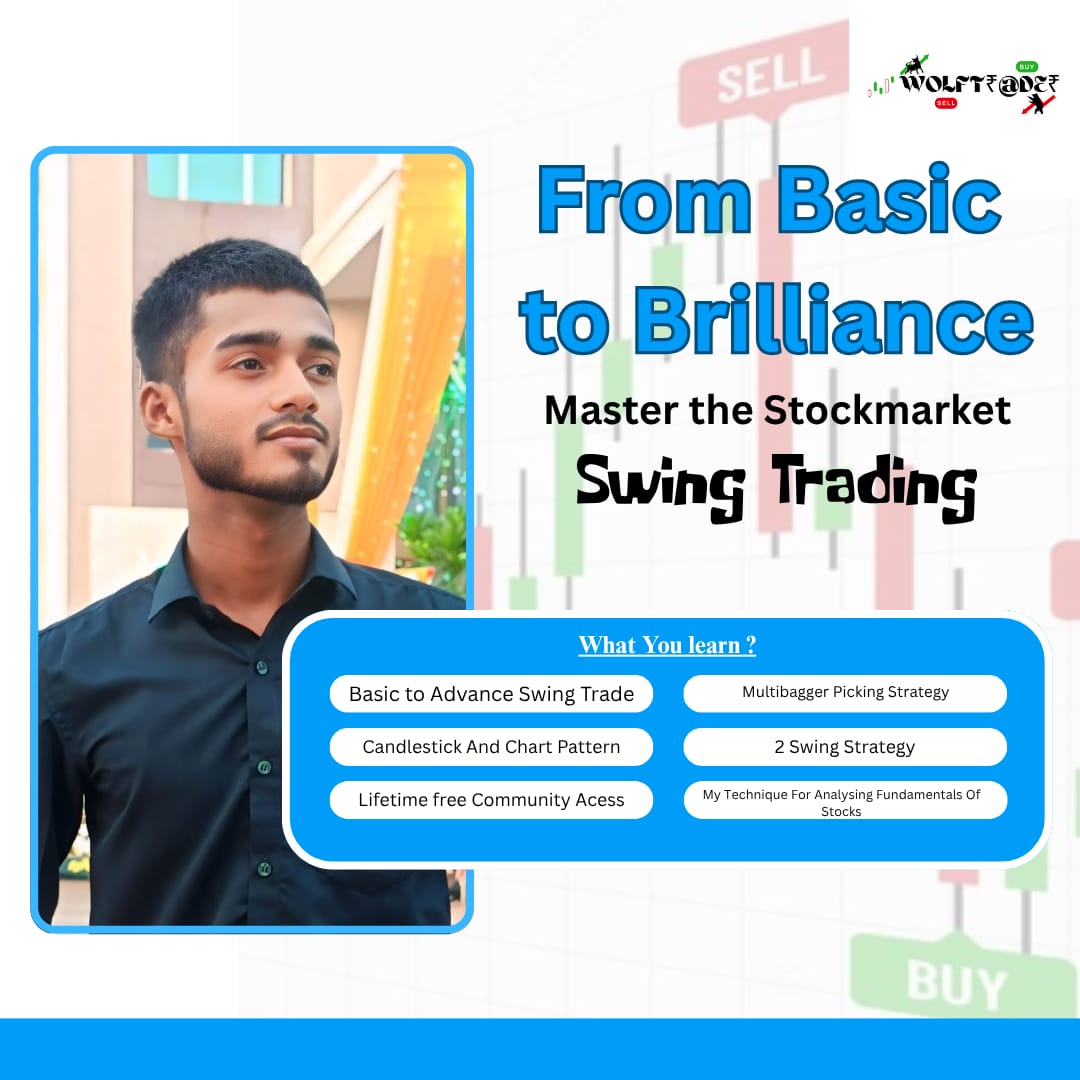 SELL
WOLFTR₹@DER₹
BUY
SELL
From Basic
to Brilliance
Master the Stockmarket
Swing Trading
What You learn ?
Basic to Advance Swing Trade
Multibagger Picking Strategy
Candlestick And Chart Pattern
2 Swing Strategy
Lifetime free Community Acess
My Technique For Analysing Fundamentals Of
Stocks
BUY